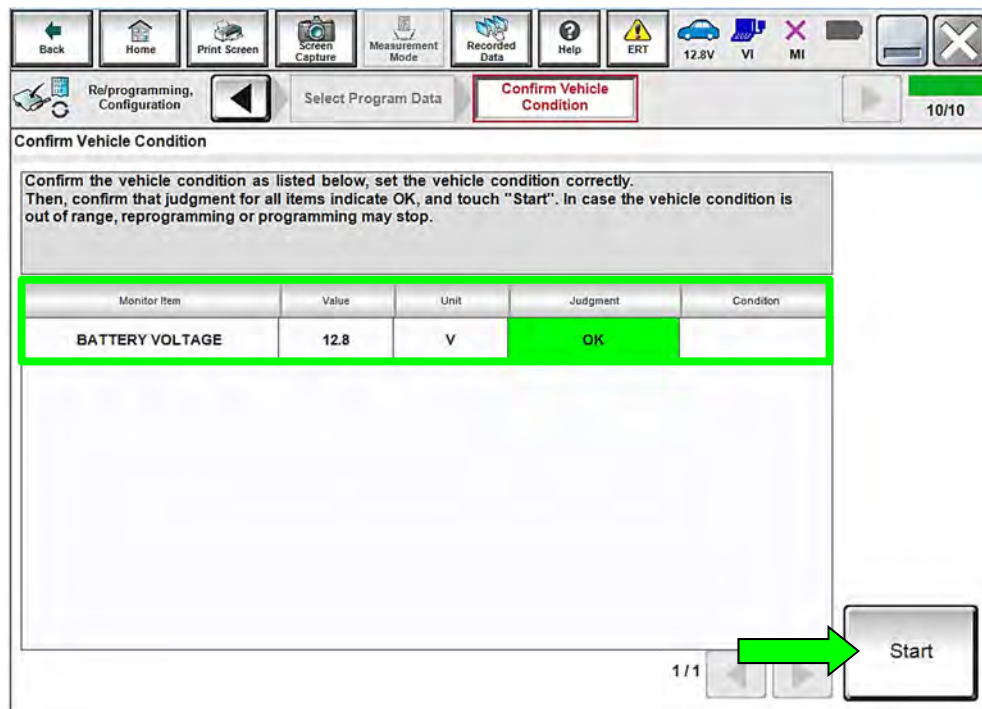 Back
Home
Print Screen
Screen
Capture
Measurement
Mode
Recorded
Data
Help
ERT
12.8V
VI
MI
Re/programming,
Configuration
Select Program Data
Confirm Vehicle
Condition
10/10
Confirm Vehicle Condition
Confirm the vehicle condition as listed below, set the vehicle condition correctly.
Then, confirm that judgment for all items indicate OK, and touch "Start". In case the vehicle condition is
out of range, reprogramming or programming may stop.
Monitor Item Value Unit Judgment Condition
BATTERY VOLTAGE 12.8 V OK
Start
1/1